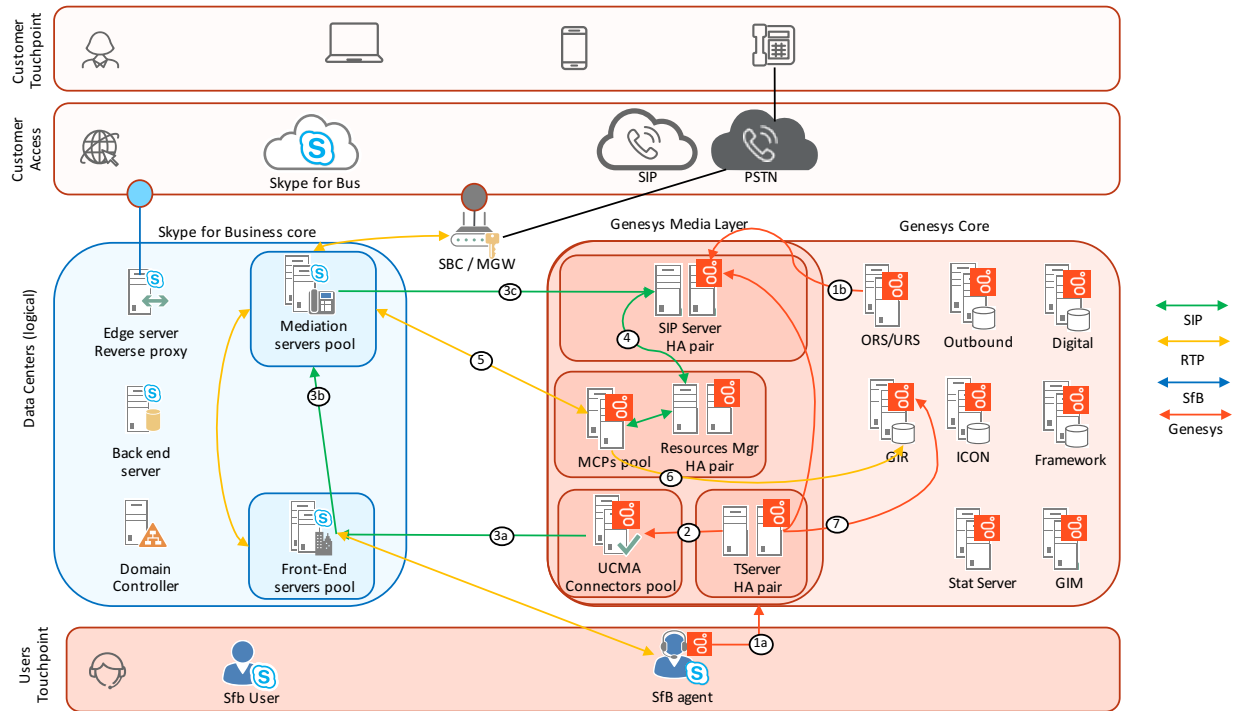 Customer
Touchpoint
Customer
Access
Skype for Bus
SIP
PSTN
Data Centers (logical)
Skype for Business core
SBC / MGW
Genesys Media Layer
Genesys Core
Edge server
Reverse proxy
Mediation
servers pool
3c
SIP Server
HA pair
1b
ORS/URS
Outbound
Digital
SIP
RTP
SfB
Genesys
4
5
3b
Back end
server
MCPs pool
Resources Mgr
HA pair
6
GIR
ICON
Framework
Domain
Controller
Front-End
servers pool
3a
UCMA
Connectors pool
2
TServer
HA pair
7
Stat Server
GIM
Users
Touchpoint
Sfb User
SfB agent
1a